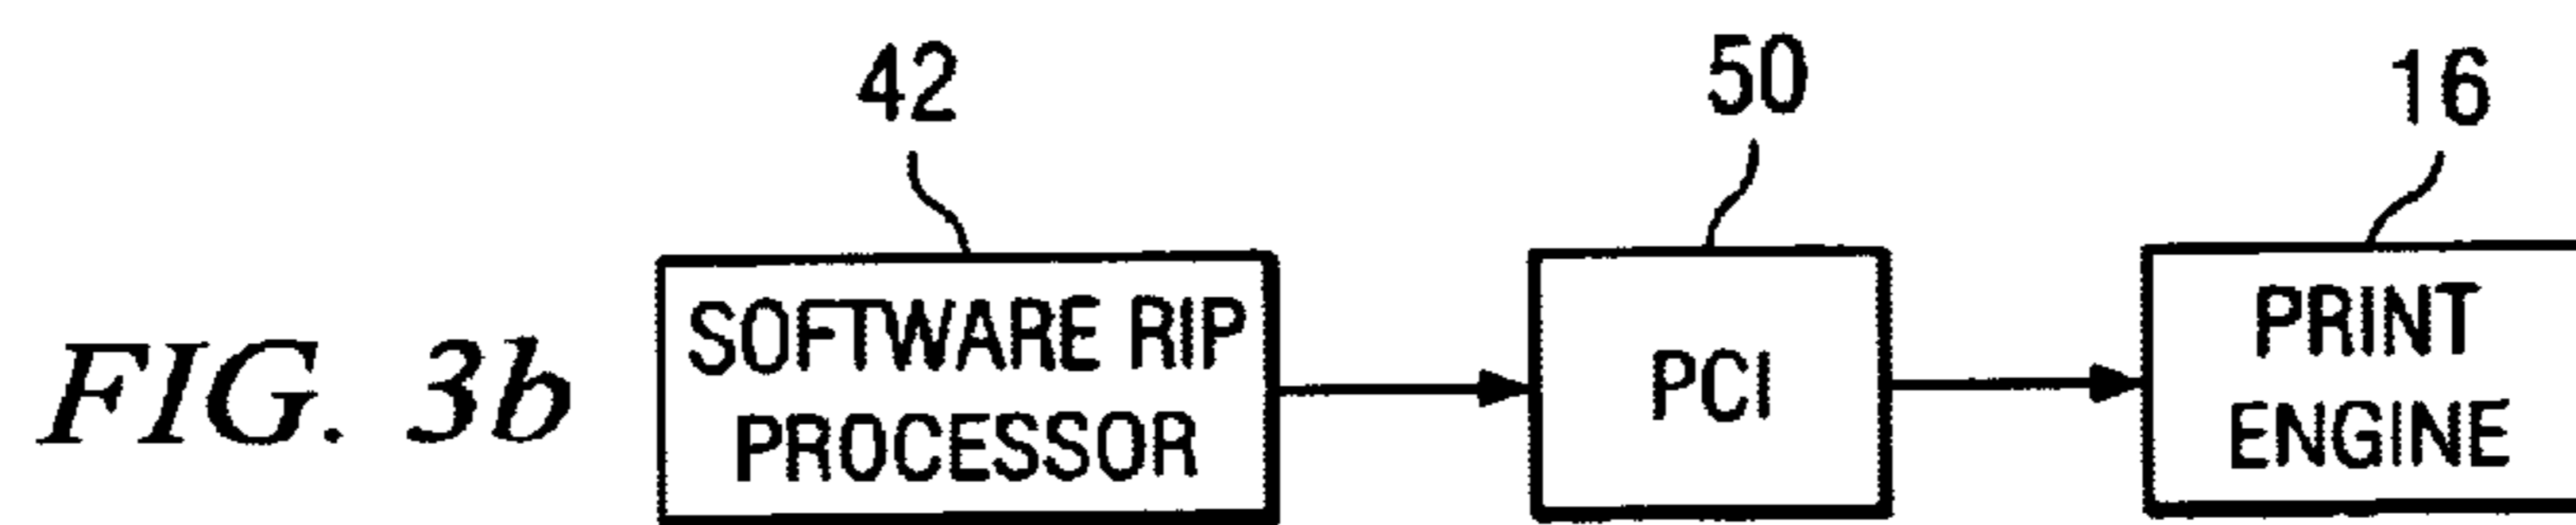 42
50
16
FIG. 3b
SOFTWARE RIP
PROCESSOR
PCI
PRINT
ENGINE